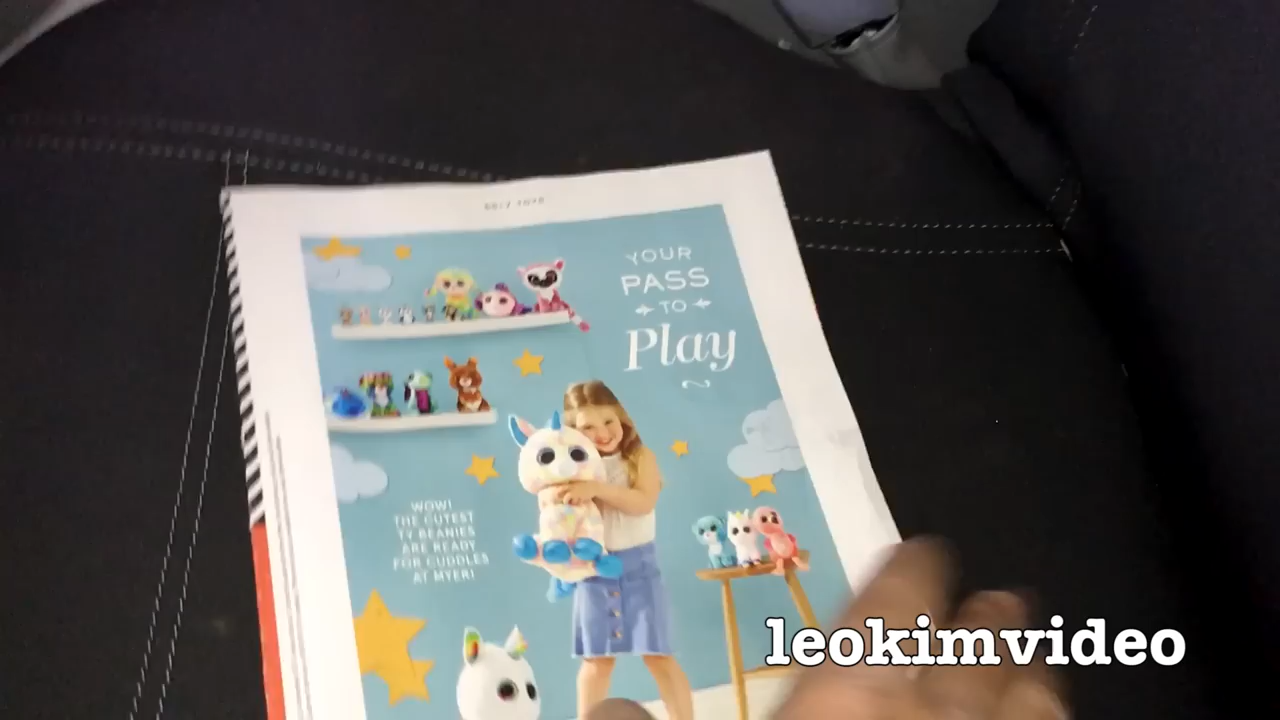 YOUR
PASS
TO
Play
WOW!
THE CUTEST
TY BEANIES
ARE READY
FOR CUDDLES
AT MYER!
leokimvideo